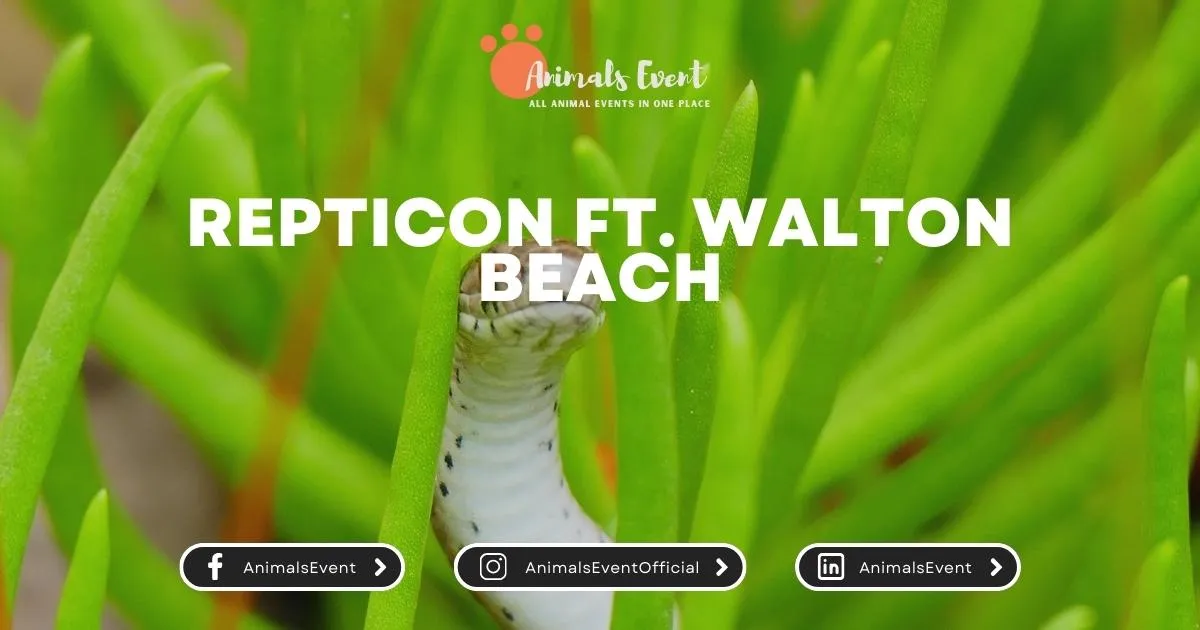 Animals Event
ALL ANIMAL EVENTS IN ONE PLACE
REPTICON FT. WALTON
BEACH
AnimalsEvent
AnimalsEventOfficial
AnimalsEvent